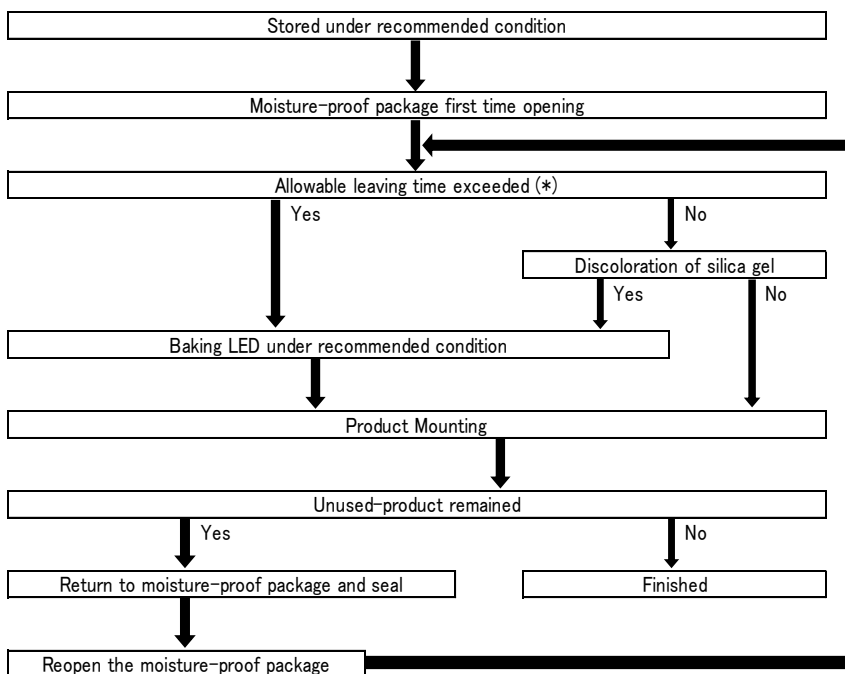 Stored under recommended condition
Moisture-proof package first time opening
Allowable leaving time exceeded (*)
Yes
No
Discoloration of silica gel
Yes
No
Baking LED under recommended condition
Product Mounting
Unused-product remained
Yes
No
Return to moisture-proof package and seal
Finished
Reopen the moisture-proof package